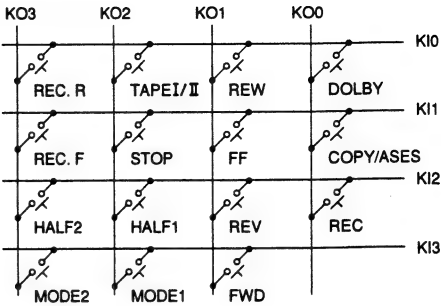 KO3 KO2 KO1 KO0
KI0
REC. R TAPEI/II REW DOLBY
KI1
REC. F STOP FF COPY/ASES
KI2
HALF2 HALF1 REV REC
KI3
MODE2 MODE1 FWD